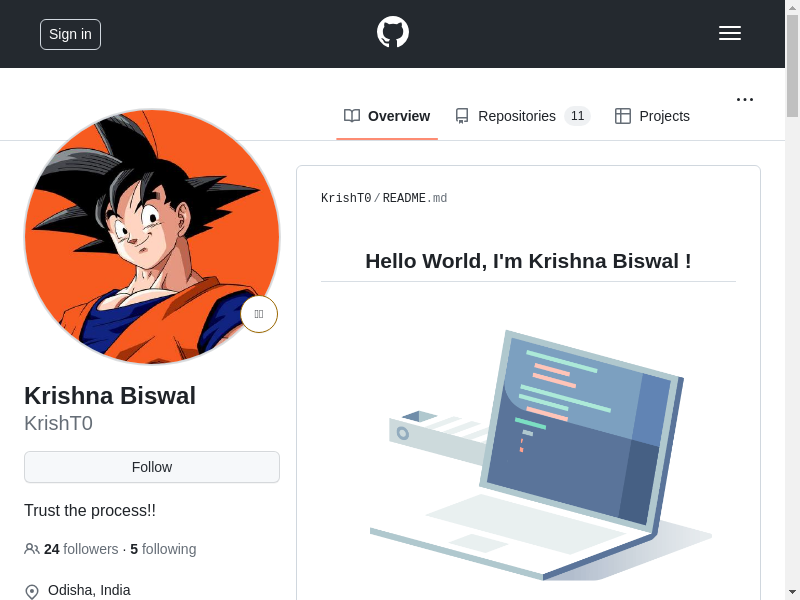 Sign in
Overview
Repositories 11
Projects
KrishT0/README.md
Hello World, I'm Krishna Biswal !
Krishna Biswal
KrishT0
Follow
Trust the process!!
24 followers · 5 following
Odisha, India